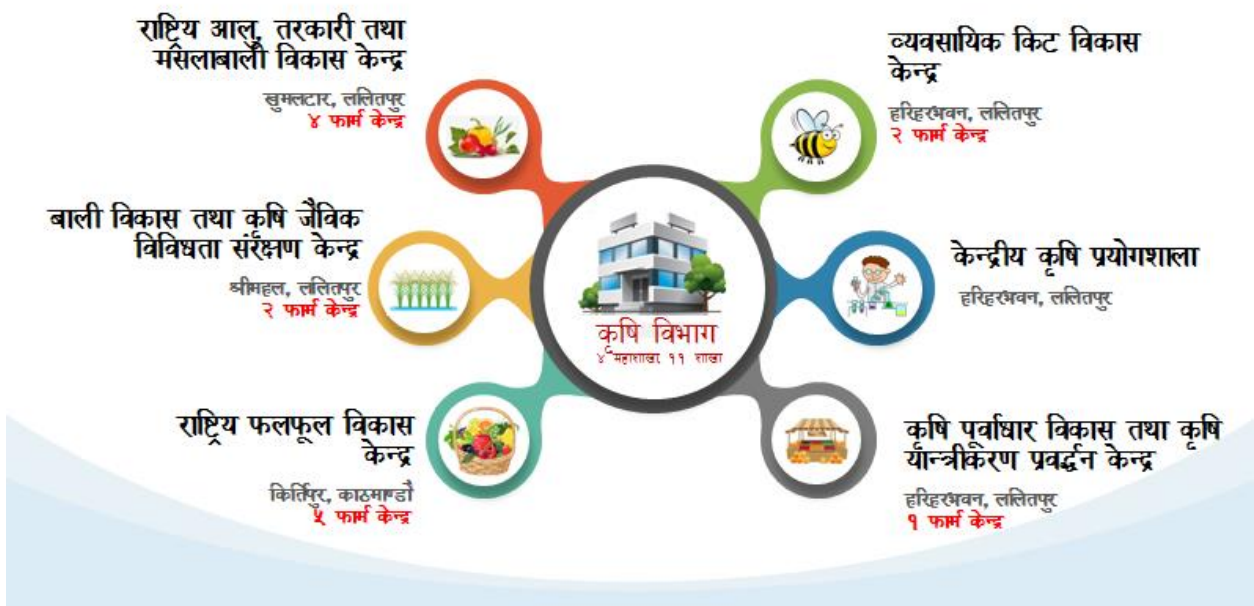 राष्ट्रिय आलु, तरकारी तथा
मसलाबाली विकास केन्द्र
खुमलटार, ललितपुर
४ फार्म केन्द्र
बाली विकास तथा कृषि जैविक
विविधता संरक्षण केन्द्र
श्रीमहल, ललितपुर
२ फार्म केन्द्र
राष्ट्रिय फलफूल विकास
केन्द्र
किर्तिपुर, काठमाण्डौ
५ फार्म केन्द्र
कृषि विभाग
४ महाशाखा ११ शाखा
व्यवसायिक किट विकास
केन्द्र
हरिहरभवन, ललितपुर
२ फार्म केन्द्र
केन्द्रीय कृषि प्रयोगशाला
हरिहरभवन, ललितपुर
कृषि पूर्वाधार विकास तथा कृषि
यान्त्रीकरण प्रवर्द्धन केन्द्र
हरिहरभवन, ललितपुर
१ फार्म केन्द्र